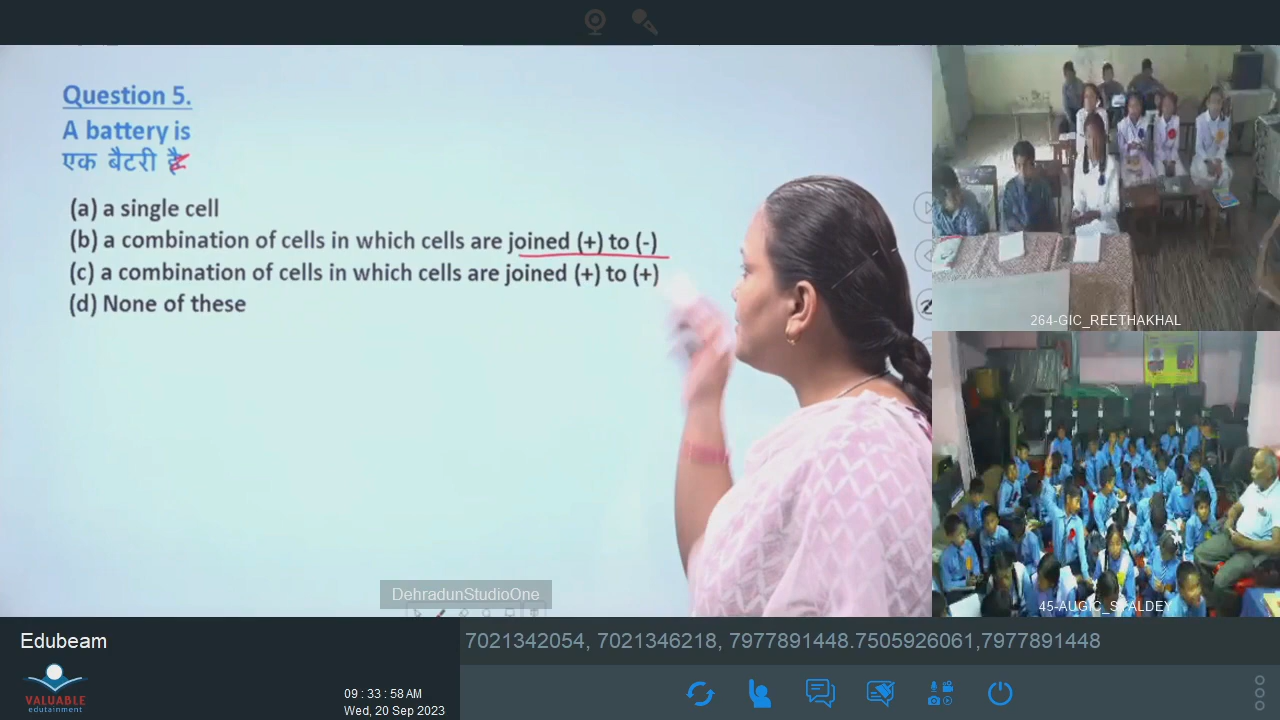 Question 5.
A battery is
एक बैटरी है
(a) a single cell
(b) a combination of cells in which cells are joined (+) to (-)
(c) a combination of cells in which cells are joined (+) to (+)
(d) None of these
DehradunStudioOne
264-GIC_REETHAKHAL
45-AUGIC_SYALDEY
Edubeam
VALUABLE
edutainment
09 : 33 : 58 AM
Wed, 20 Sep 2023
7021342054, 7021346218, 7977891448.7505926061,7977891448